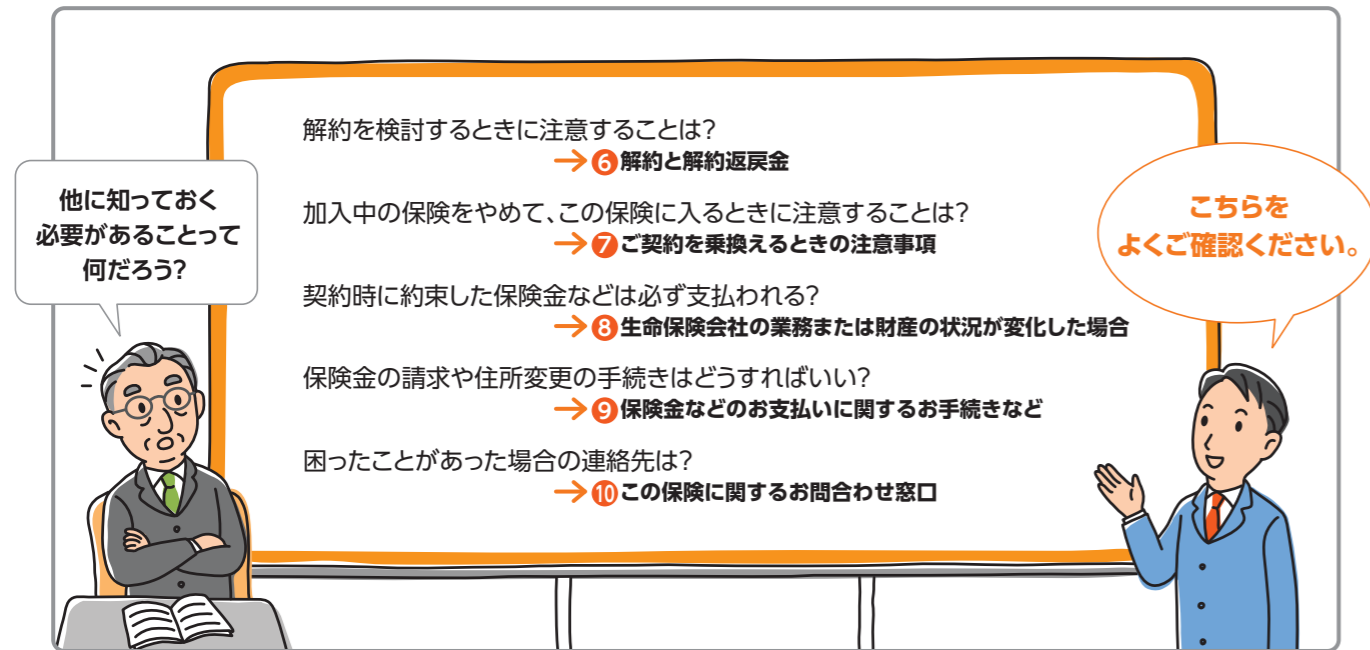 他に知っておく
必要があることって
何だろう?
解約を検討するときに注意することは?
→❻解約と解約返戻金
加入中の保険をやめて、この保険に入るときに注意することは?
→❼ご契約を乗換えるときの注意事項
契約時に約束した保険金などは必ず支払われる?
→❽生命保険会社の業務または財産の状況が変化した場合
保険金の請求や住所変更の手続きはどうすればいい?
→❾保険金などのお支払いに関するお手続きなど
困ったことがあった場合の連絡先は?
→❿この保険に関するお問合わせ窓口
こちらを
よくご確認ください。